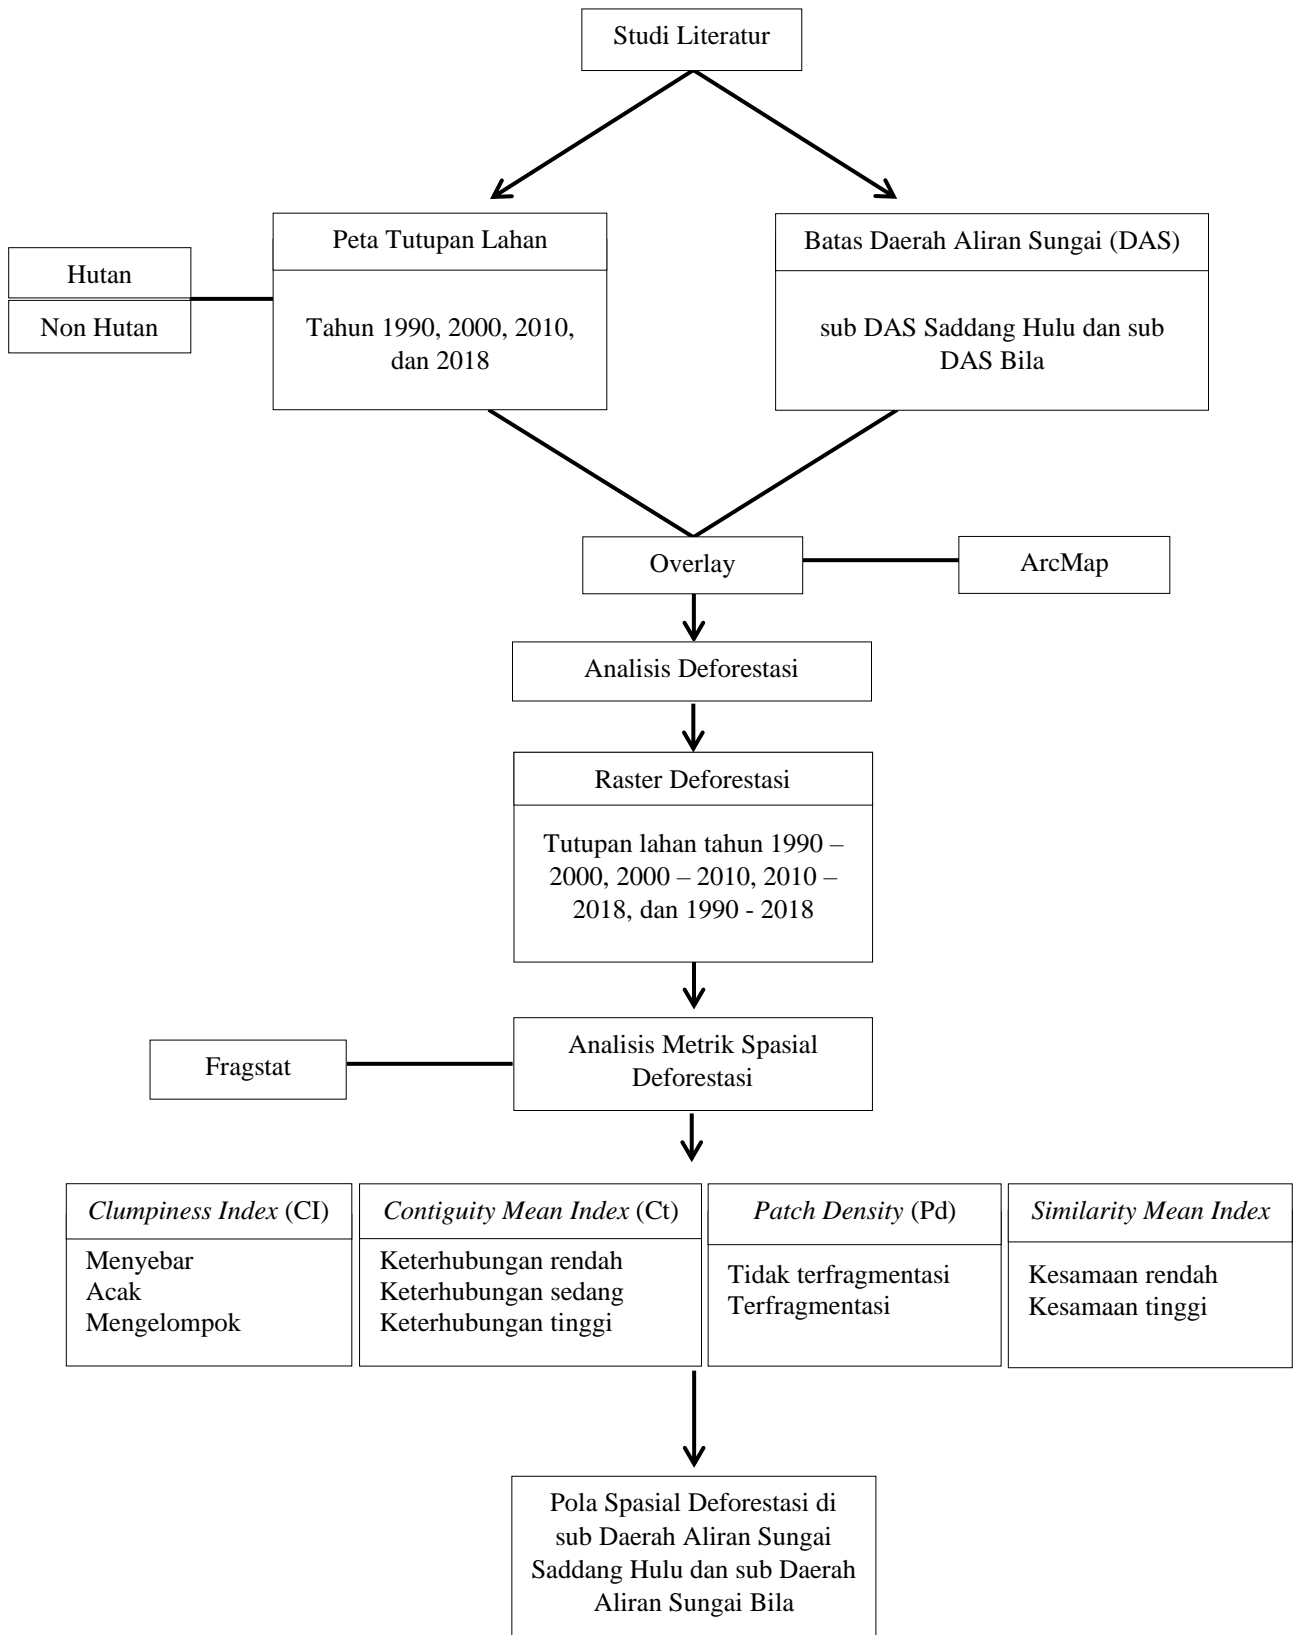 Studi Literatur
Peta Tutupan Lahan
Tahun 1990, 2000, 2010,
dan 2018
Hutan
Non Hutan
Batas Daerah Aliran Sungai (DAS)
sub DAS Saddang Hulu dan sub
DAS Bila
Overlay
ArcMap
Analisis Deforestasi
Raster Deforestasi
Tutupan lahan tahun 1990 –
2000, 2000 – 2010, 2010 –
2018, dan 1990 - 2018
Fragstat
Analisis Metrik Spasial
Deforestasi
Clumpiness Index (CI)
Menyebar
Acak
Mengelompok
Contiguity Mean Index (Ct)
Keterhubungan rendah
Keterhubungan sedang
Keterhubungan tinggi
Patch Density (Pd)
Tidak terfragmentasi
Terfragmentasi
Similarity Mean Index
Kesamaan rendah
Kesamaan tinggi
Pola Spasial Deforestasi di
sub Daerah Aliran Sungai
Saddang Hulu dan sub Daerah
Aliran Sungai Bila